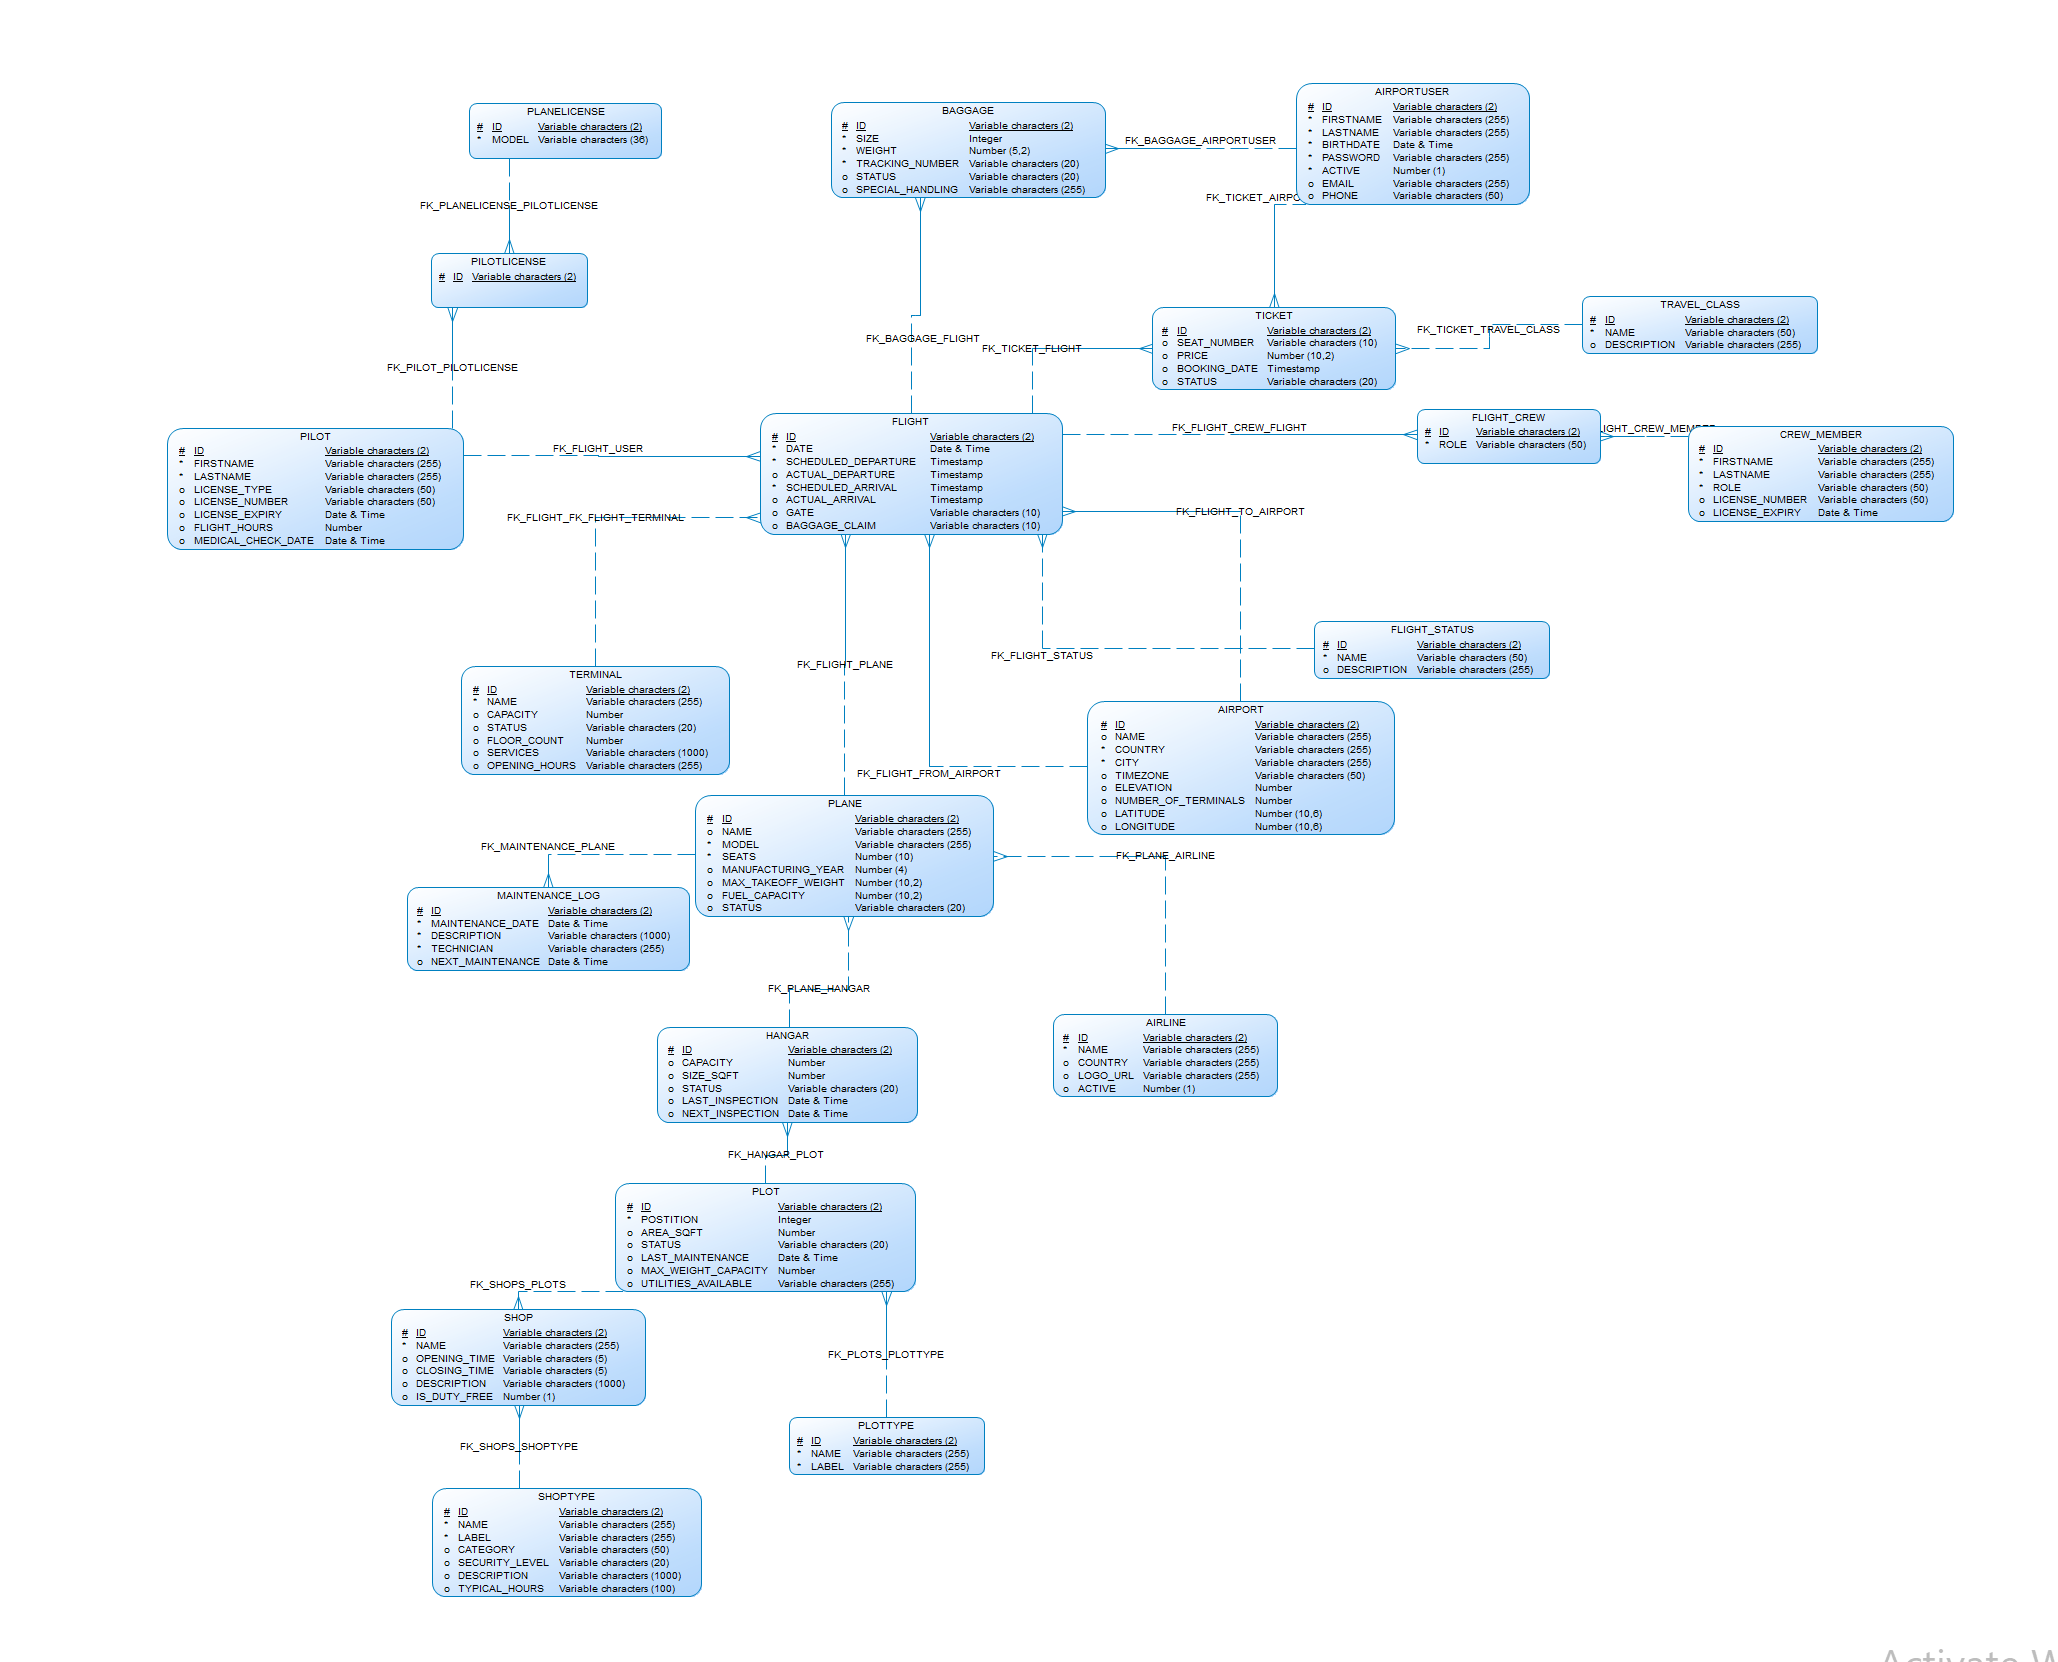 PLANELICENSE
# ID Variable characters (2)
* MODEL Variable characters (36)
BAGGAGE
# ID Variable characters (2)
* SIZE Integer
* WEIGHT Number (5,2)
* TRACKING_NUMBER Variable characters (20)
o STATUS Variable characters (20)
o SPECIAL_HANDLING Variable characters (255)
FK_BAGGAGE_AIRPORTUSER
AIRPORTUSER
# ID Variable characters (2)
* FIRSTNAME Variable characters (255)
* LASTNAME Variable characters (255)
* BIRTHDATE Date & Time
* PASSWORD Variable characters (255)
* ACTIVE Number (1)
o EMAIL Variable characters (255)
o PHONE Variable characters (50)
FK_TICKET_AIRPO
FK_PLANELICENSE_PILOTLICENSE
PILOTLICENSE
# ID Variable characters (2)
FK_PILOT_PILOTLICENSE
FK_BAGGAGE_FLIGHT
FK_TICKET_FLIGHT
TICKET
# ID Variable characters (2)
o SEAT_NUMBER Variable characters (10)
o PRICE Number (10,2)
o BOOKING_DATE Timestamp
o STATUS Variable characters (20)
FK_TICKET_TRAVEL_CLASS
TRAVEL_CLASS
# ID Variable characters (2)
* NAME Variable characters (50)
o DESCRIPTION Variable characters (255)
PILOT
# ID Variable characters (2)
* FIRSTNAME Variable characters (255)
* LASTNAME Variable characters (255)
o LICENSE_TYPE Variable characters (50)
o LICENSE_NUMBER Variable characters (50)
o LICENSE_EXPIRY Date & Time
o FLIGHT_HOURS Number
o MEDICAL_CHECK_DATE Date & Time
FK_FLIGHT_USER
FLIGHT
# ID Variable characters (2)
* DATE Date & Time
* SCHEDULED_DEPARTURE Timestamp
o ACTUAL_DEPARTURE Timestamp
* SCHEDULED_ARRIVAL Timestamp
o ACTUAL_ARRIVAL Timestamp
o GATE Variable characters (10)
o BAGGAGE_CLAIM Variable characters (10)
FK_FLIGHT_CREW_FLIGHT
FLIGHT_CREW
# ID Variable characters (2)
* ROLE Variable characters (50)
IGHT_CREW_MEMBER
CREW_MEMBER
# ID Variable characters (2)
* FIRSTNAME Variable characters (255)
* LASTNAME Variable characters (255)
* ROLE Variable characters (50)
o LICENSE_NUMBER Variable characters (50)
o LICENSE_EXPIRY Date & Time
FK_FLIGHT_FK_FLIGHT_TERMINAL
FK_FLIGHT_TO_AIRPORT
FK_FLIGHT_PLANE
FK_FLIGHT_STATUS
FLIGHT_STATUS
# ID Variable characters (2)
* NAME Variable characters (50)
o DESCRIPTION Variable characters (255)
TERMINAL
# ID Variable characters (2)
* NAME Variable characters (255)
o CAPACITY Number
o STATUS Variable characters (20)
o FLOOR_COUNT Number
o SERVICES Variable characters (1000)
o OPENING_HOURS Variable characters (255)
FK_FLIGHT_FROM_AIRPORT
AIRPORT
# ID Variable characters (2)
o NAME Variable characters (255)
* COUNTRY Variable characters (255)
* CITY Variable characters (255)
o TIMEZONE Variable characters (50)
o ELEVATION Number
o NUMBER_OF_TERMINALS Number
o LATITUDE Number (10,6)
o LONGITUDE Number (10,6)
PLANE
# ID Variable characters (2)
o NAME Variable characters (255)
* MODEL Variable characters (255)
* SEATS Number (10)
o MANUFACTURING_YEAR Number (4)
o MAX_TAKEOFF_WEIGHT Number (10,2)
o FUEL_CAPACITY Number (10,2)
o STATUS Variable characters (20)
FK_MAINTENANCE_PLANE
FK_PLANE_AIRLINE
MAINTENANCE_LOG
# ID Variable characters (2)
* MAINTENANCE_DATE Date & Time
* DESCRIPTION Variable characters (1000)
* TECHNICIAN Variable characters (255)
o NEXT_MAINTENANCE Date & Time
FK_PLANE_HANGAR
HANGAR
# ID Variable characters (2)
o CAPACITY Number
o SIZE_SQFT Number
o STATUS Variable characters (20)
o LAST_INSPECTION Date & Time
o NEXT_INSPECTION Date & Time
AIRLINE
# ID Variable characters (2)
* NAME Variable characters (255)
o COUNTRY Variable characters (255)
o LOGO_URL Variable characters (255)
o ACTIVE Number (1)
FK_HANGAR_PLOT
PLOT
# ID Variable characters (2)
* POSTITION Integer
o AREA_SQFT Number
o STATUS Variable characters (20)
o LAST_MAINTENANCE Date & Time
o MAX_WEIGHT_CAPACITY Number
o UTILITIES_AVAILABLE Variable characters (255)
FK_SHOPS_PLOTS
SHOP
# ID Variable characters (2)
* NAME Variable characters (255)
o OPENING_TIME Variable characters (5)
o CLOSING_TIME Variable characters (5)
o DESCRIPTION Variable characters (1000)
o IS_DUTY_FREE Number (1)
FK_PLOTS_PLOTTYPE
PLOTTYPE
# ID Variable characters (2)
* NAME Variable characters (255)
* LABEL Variable characters (255)
FK_SHOPS_SHOPTYPE
SHOPTYPE
# ID Variable characters (2)
* NAME Variable characters (255)
* LABEL Variable characters (255)
o CATEGORY Variable characters (50)
o SECURITY_LEVEL Variable characters (20)
o DESCRIPTION Variable characters (1000)
o TYPICAL_HOURS Variable characters (100)
Activate W